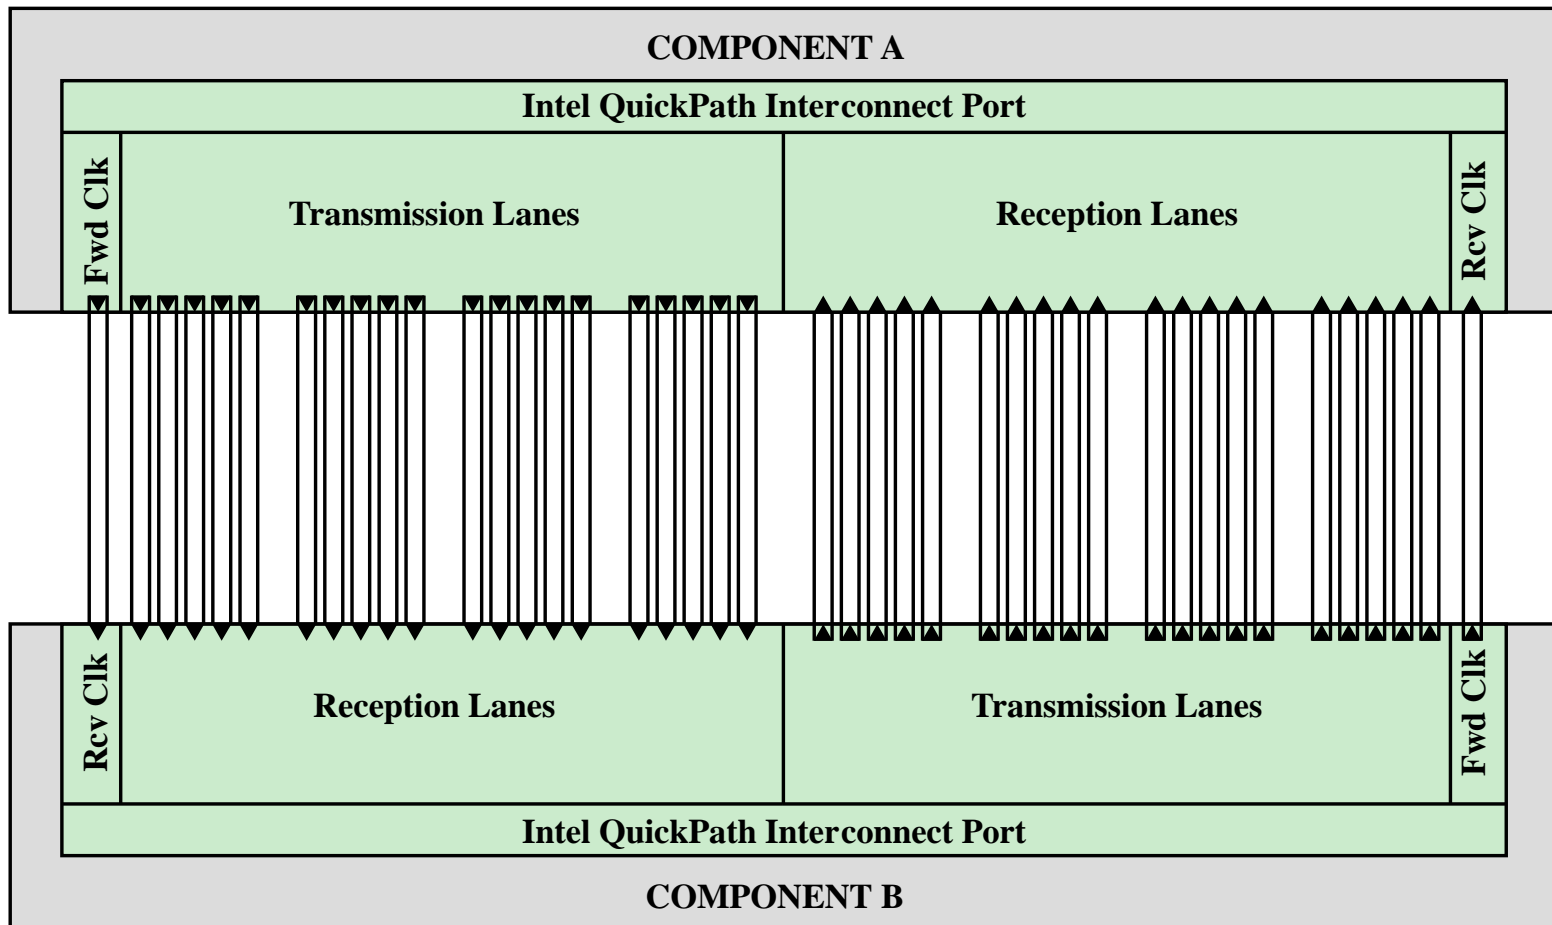 COMPONENT A
Intel QuickPath Interconnect Port
Fwd Clk
Transmission Lanes
Reception Lanes
Rcv Clk
Rcv Clk
Reception Lanes
Transmission Lanes
Fwd Clk
Intel QuickPath Interconnect Port
COMPONENT B